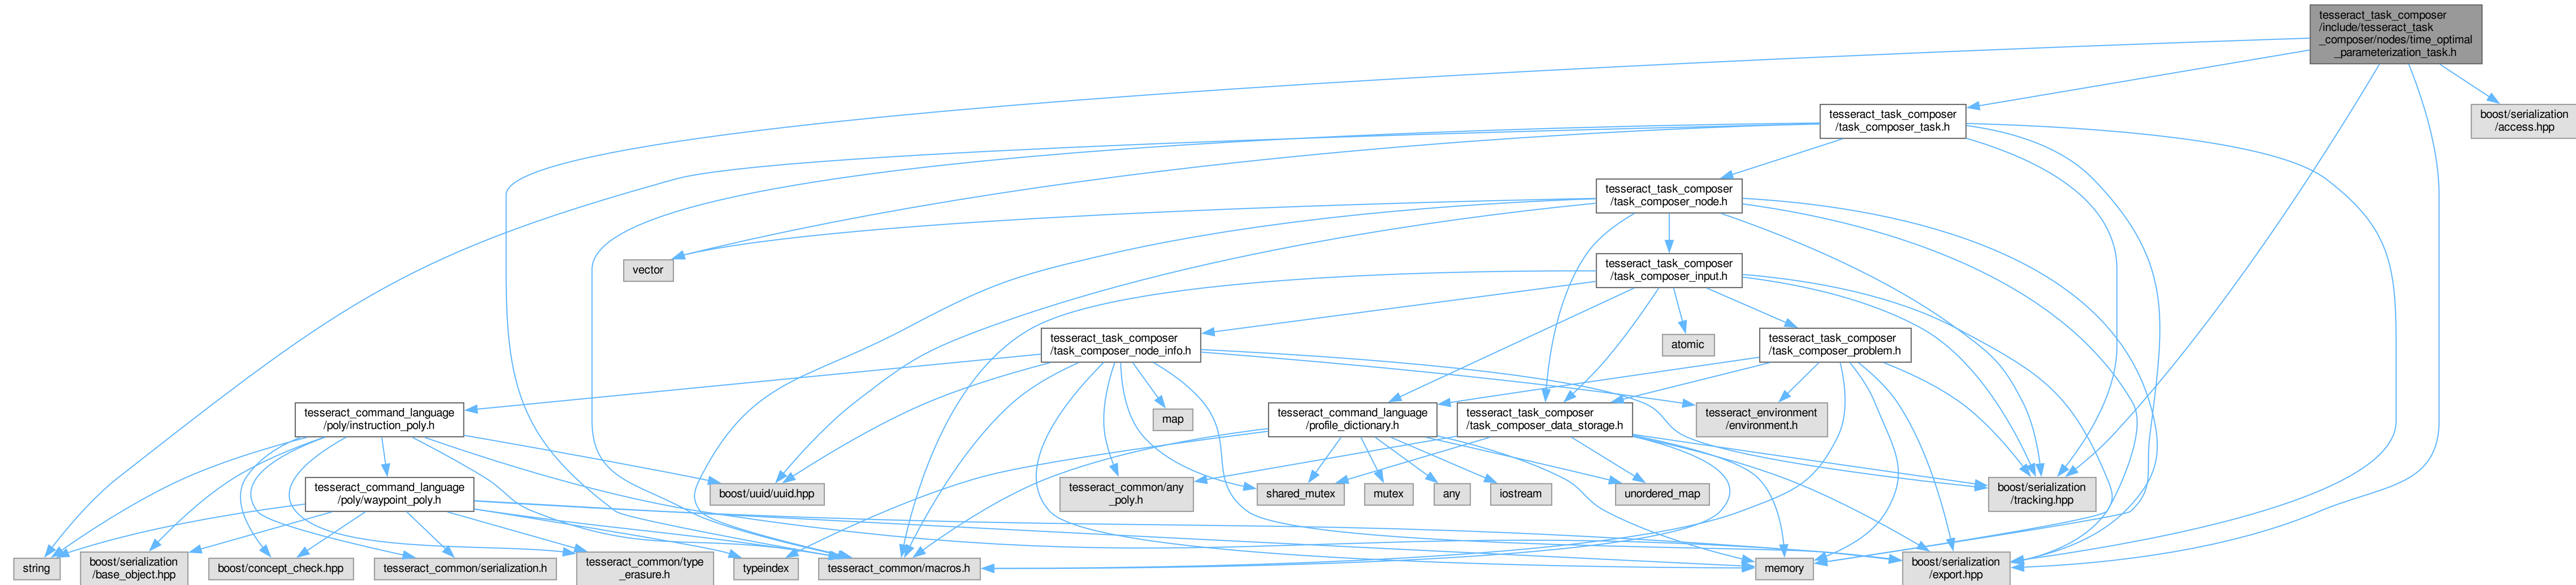 tesseract_task_composer
/include/tesseract_task
_composer/nodes/time_optimal
_parameterization_task.h
tesseract_task_composer
/task_composer_task.h
boost/serialization
/access.hpp
tesseract_task_composer
/task_composer_node.h
vector
tesseract_task_composer
/task_composer_input.h
tesseract_task_composer
/task_composer_node_info.h
atomic
tesseract_task_composer
/task_composer_problem.h
tesseract_command_language
/poly/instruction_poly.h
map
tesseract_command_language
/profile_dictionary.h
tesseract_task_composer
/task_composer_data_storage.h
tesseract_environment
/environment.h
tesseract_command_language
/poly/waypoint_poly.h
boost/uuid/uuid.hpp
tesseract_common/any
_poly.h
shared_mutex
mutex
any
iostream
unordered_map
boost/serialization
/tracking.hpp
string
boost/serialization
/base_object.hpp
boost/concept_check.hpp
tesseract_common/serialization.h
tesseract_common/type
_erasure.h
typeindex
tesseract_common/macros.h
memory
boost/serialization
/export.hpp